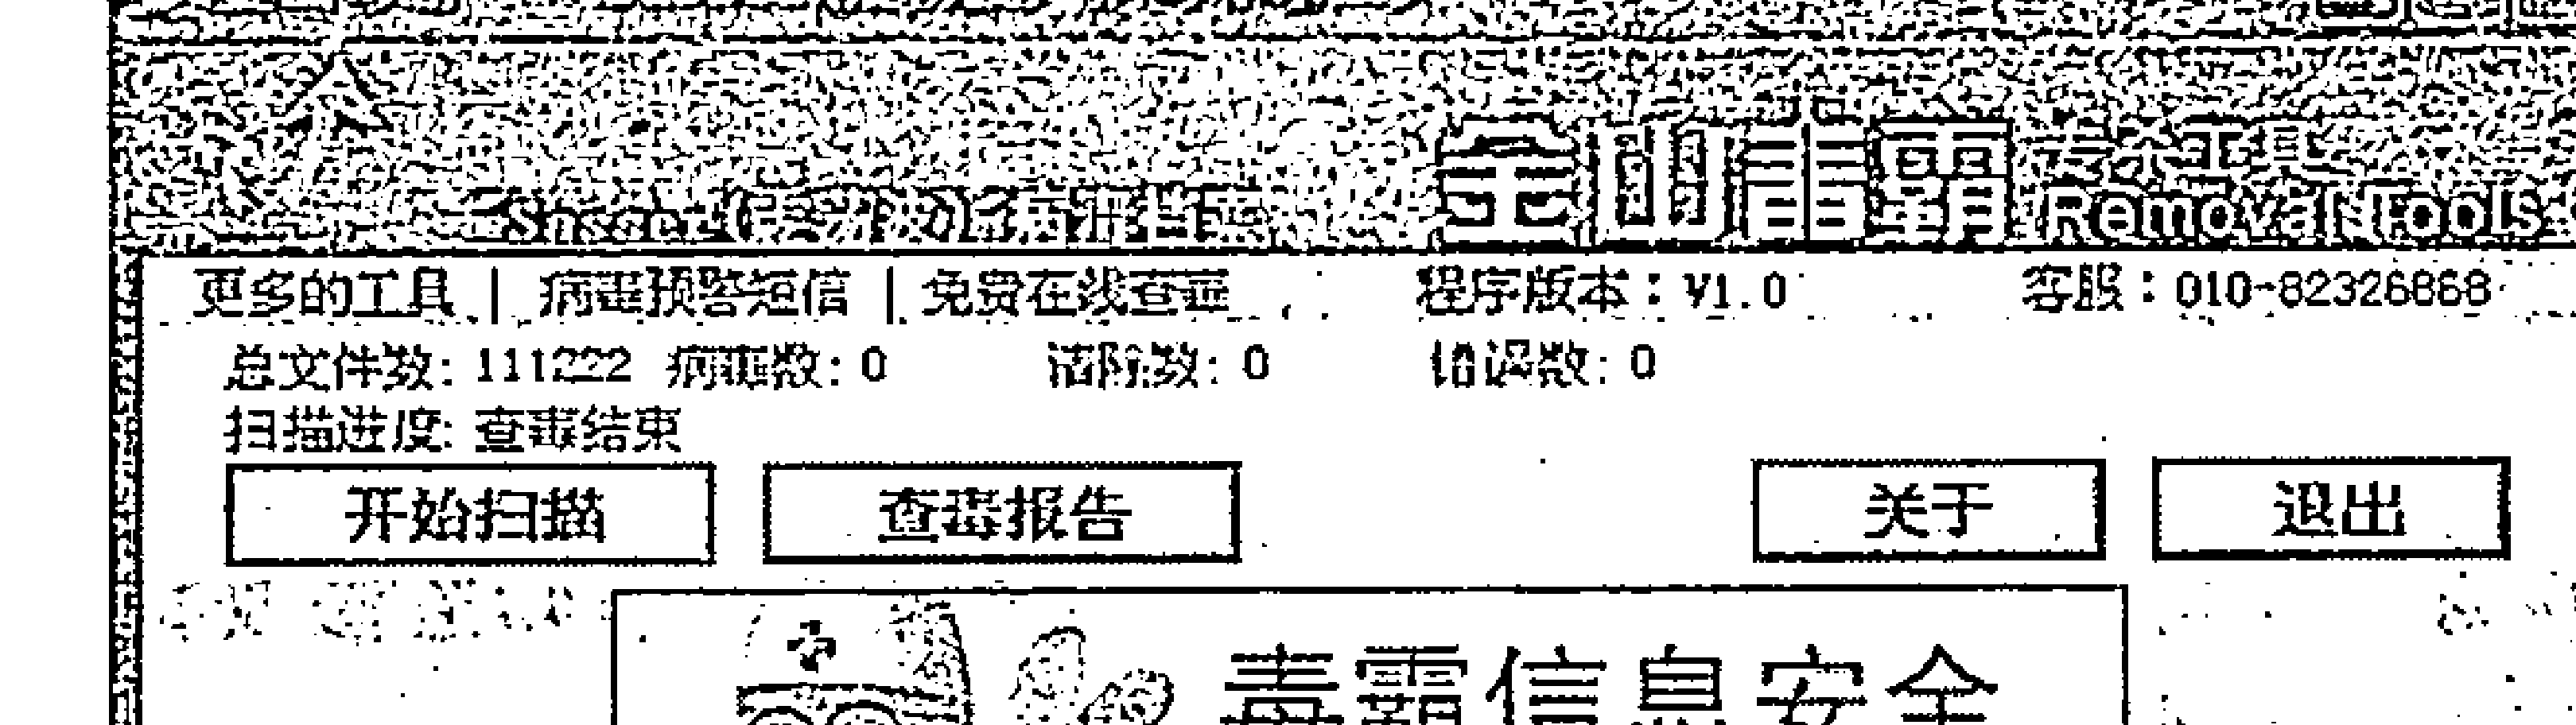 金山毒霸 专杀工具
Removal Tools
更多的工具 | 病毒预警短信 | 免费在线查毒 程序版本：V1.0 客服：010-82326868
总文件数: 111222 病毒数: 0 清除数: 0 错误数: 0
扫描进度: 查毒结束
开始扫描 查毒报告 关于 退出
毒霸信息安全